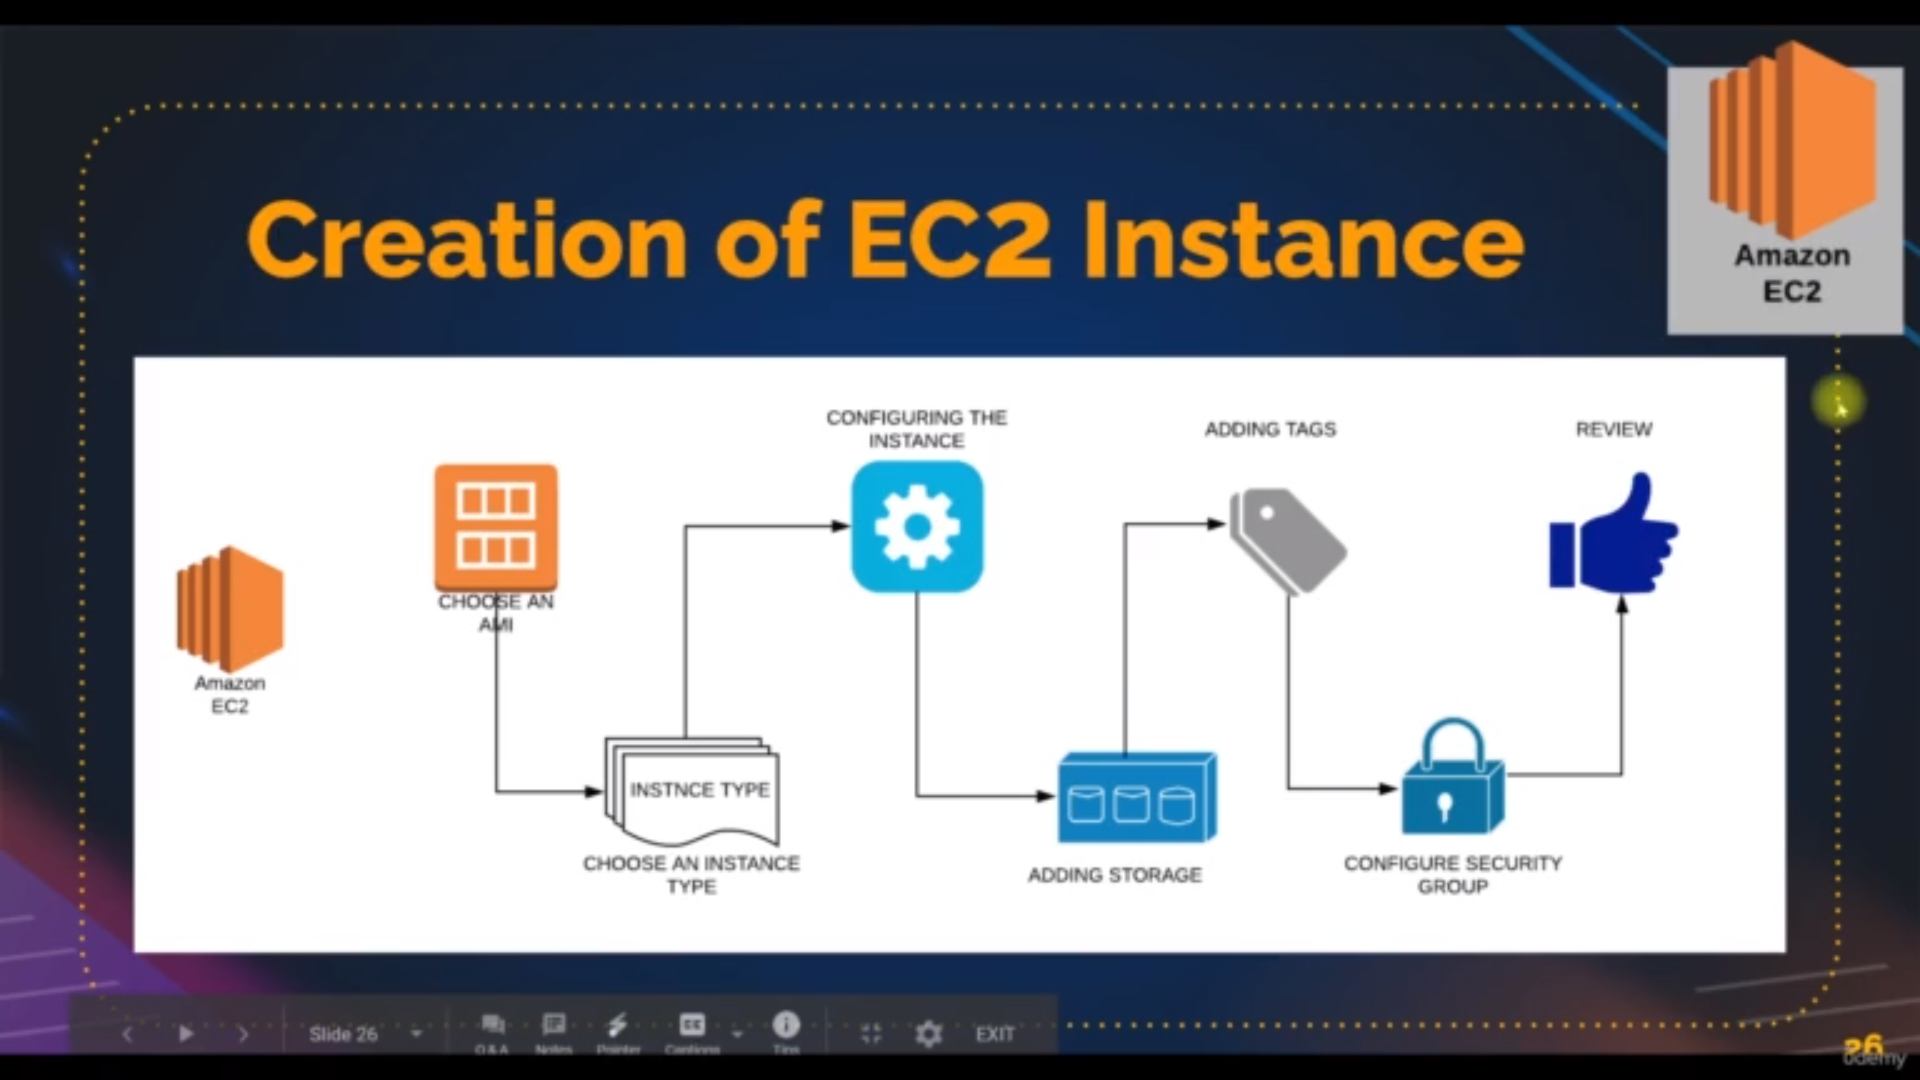 Creation of EC2 Instance
Amazon
EC2
CONFIGURING THE
INSTANCE
ADDING TAGS
REVIEW
CHOOSE AN
AMI
Amazon
EC2
INSTNCE TYPE
CHOOSE AN INSTANCE
TYPE
ADDING STORAGE
CONFIGURE SECURITY
GROUP
Slide 26
Q & A
Notes
Pointer
Captions
Tips
EXIT
26
udemy